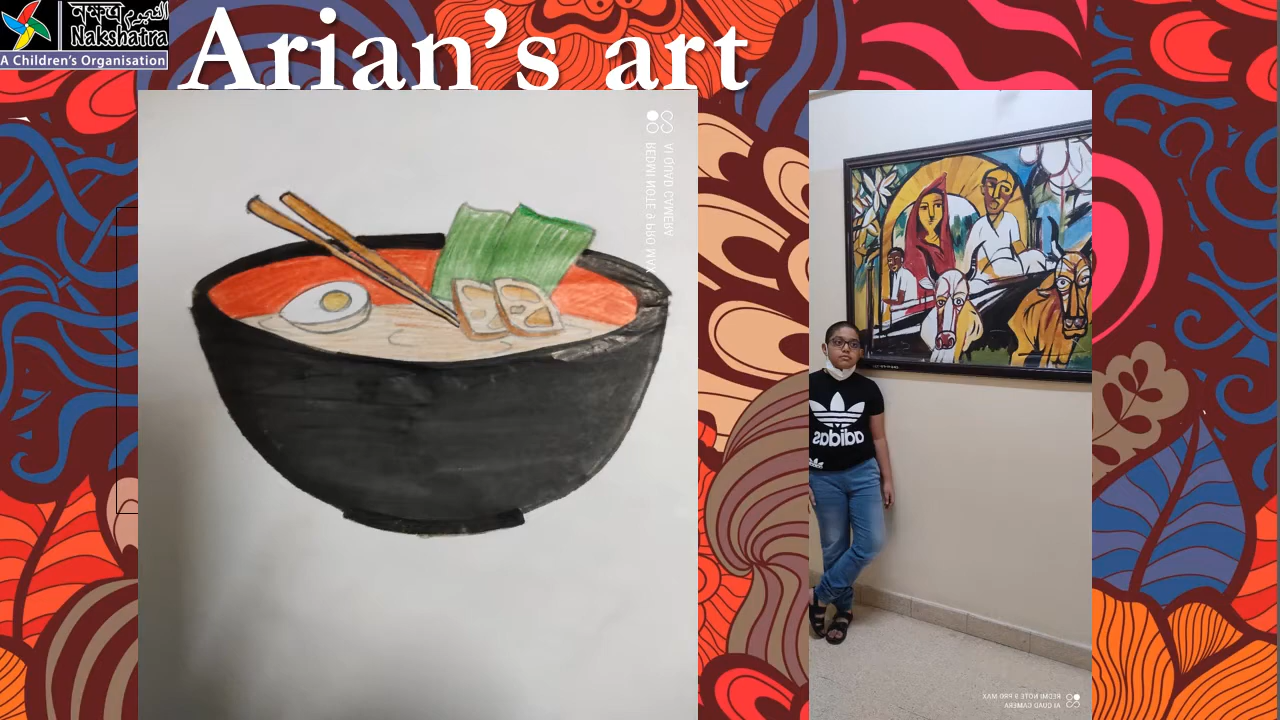 নক্ষত্র النجوم
Nakshatra
A Children's Organisation
Arian's art
REDMI NOTE 9 PRO MAX
AI QUAD CAMERA
adidas
REDMI NOTE 9 PRO MAX
AI QUAD CAMERA